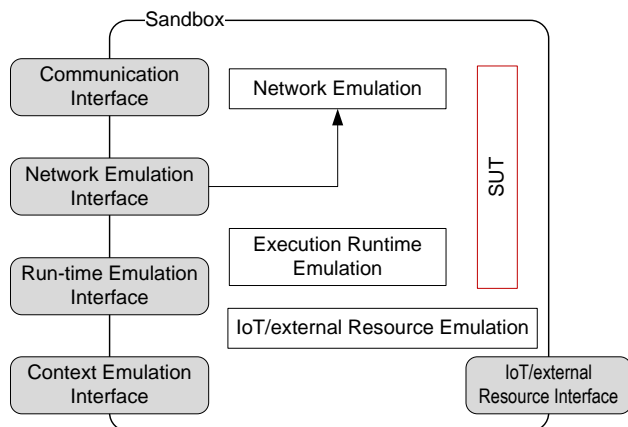 Sandbox
Communication
Interface
Network Emulation
Network Emulation
Interface
SUT
Execution Runtime
Emulation
Run-time Emulation
Interface
IoT/external Resource Emulation
Context Emulation
Interface
IoT/external
Resource Interface